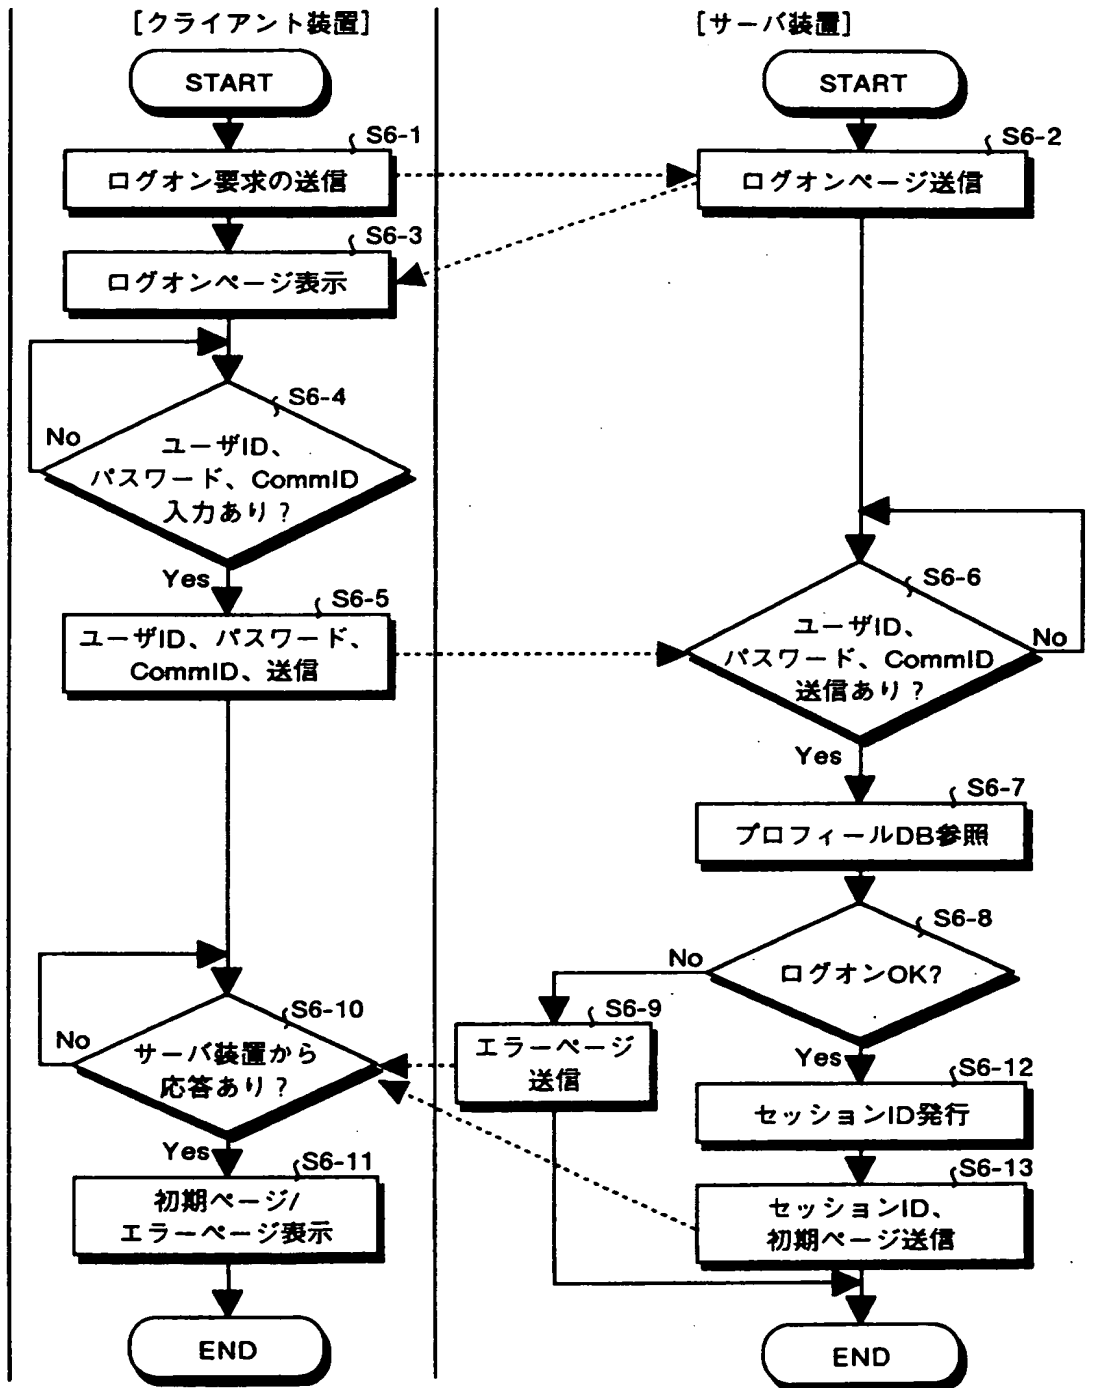 [クライアント装置]
START
S6-1
ログオン要求の送信
S6-3
ログオンページ表示
S6-4
No
ユーザID、
パスワード、CommID
入力あり？
Yes
S6-5
ユーザID、パスワード、
CommID、送信
S6-10
No
サーバ装置から
応答あり？
Yes
S6-11
初期ページ/
エラーページ表示
END
[サーバ装置]
START
S6-2
ログオンページ送信
S6-6
No
ユーザID、
パスワード、CommID
送信あり？
Yes
S6-7
プロフィールDB参照
S6-8
No
ログオンOK?
S6-9
エラーページ
送信
Yes
S6-12
セッションID発行
S6-13
セッションID、
初期ページ送信
END